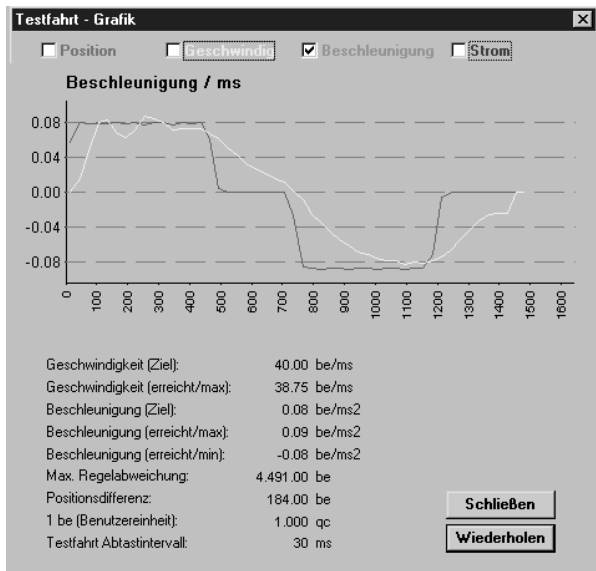 Testfahrt - Grafik
Position Geschwindig Beschleunigung Strom
Beschleunigung / ms
0.08
0.04
0.00
-0.04
-0.08
0 100 200 300 400 500 600 700 800 900 1000 1100 1200 1300 1400 1500 1600
Geschwindigkeit (Ziel): 40.00 be/ms
Geschwindigkeit (erreicht/max): 38.75 be/ms
Beschleunigung (Ziel): 0.08 be/ms2
Beschleunigung (erreicht/max): 0.09 be/ms2
Beschleunigung (erreicht/min): -0.08 be/ms2
Max. Regelabweichung: 4.491.00 be
Positionsdifferenz: 184.00 be
1 be (Benutzereinheit): 1.000 qc
Testfahrt Abtastintervall: 30 ms
Schließen
Wiederholen